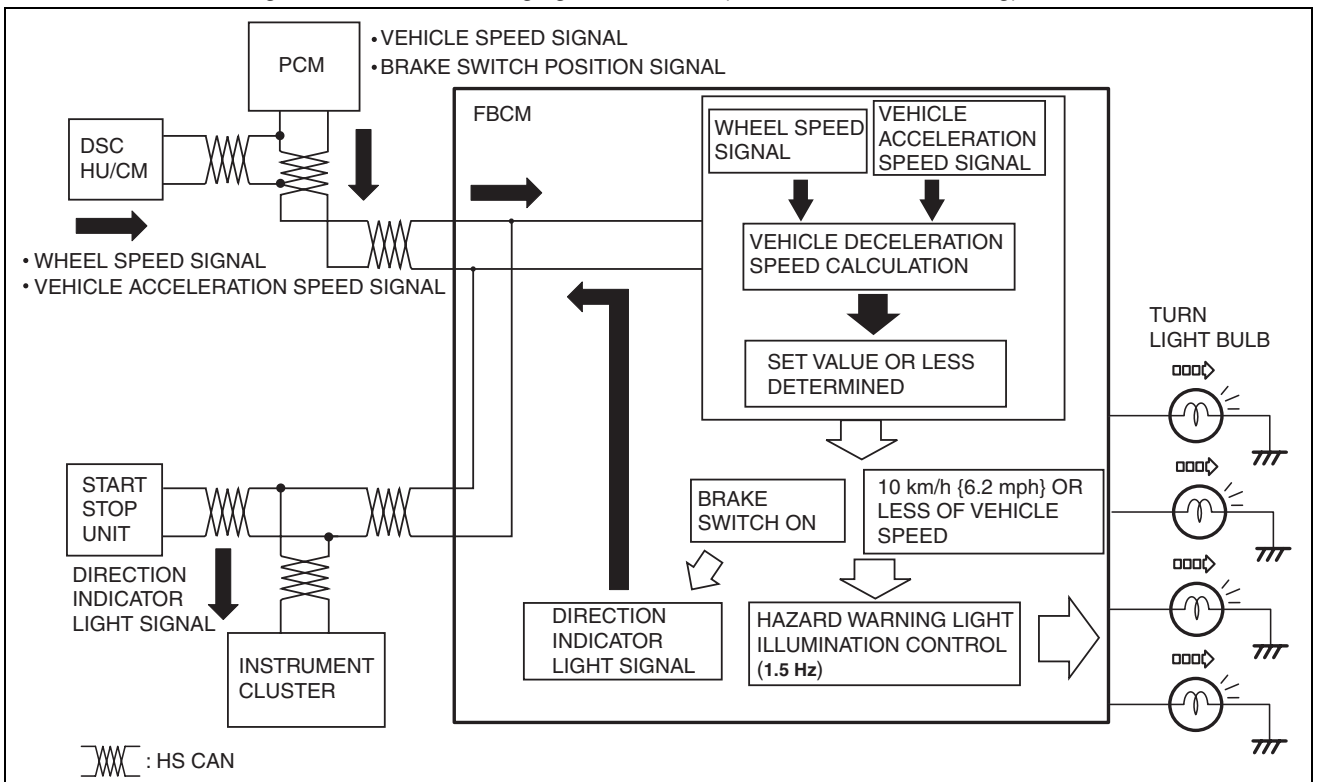 PCM
• VEHICLE SPEED SIGNAL
• BRAKE SWITCH POSITION SIGNAL
DSC
HU/CM
• WHEEL SPEED SIGNAL
• VEHICLE ACCELERATION SPEED SIGNAL
FBCM
WHEEL SPEED
SIGNAL
VEHICLE
ACCELERATION
SPEED SIGNAL
VEHICLE DECELERATION
SPEED CALCULATION
SET VALUE OR LESS
DETERMINED
TURN
LIGHT BULB
START
STOP
UNIT
DIRECTION
INDICATOR
LIGHT SIGNAL
INSTRUMENT
CLUSTER
BRAKE
SWITCH ON
10 km/h {6.2 mph} OR
LESS OF VEHICLE
SPEED
DIRECTION
INDICATOR
LIGHT SIGNAL
HAZARD WARNING LIGHT
ILLUMINATION CONTROL
(1.5 Hz)
: HS CAN